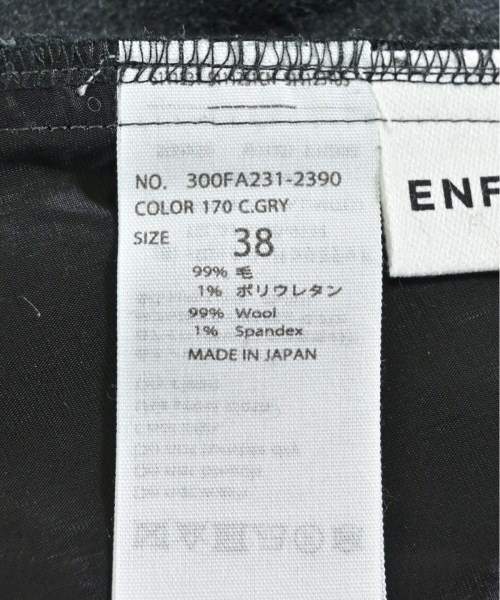 NO. 300FA231-2390
COLOR 170 C.GRY
SIZE 38
99% 毛
1% ポリウレタン
99% Wool
1% Spandex
MADE IN JAPAN
ENF